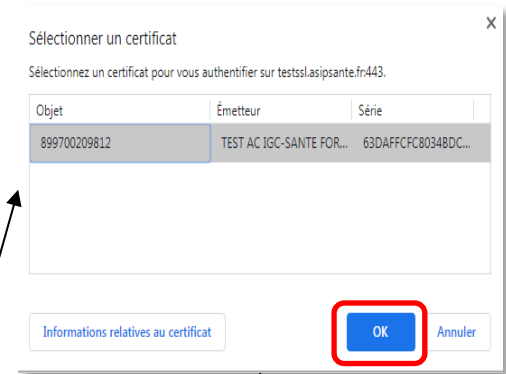 Sélectionner un certificat
Sélectionnez un certificat pour vous authentifier sur testssl.asipsante.fr:443.
Objet Émetteur Série
899700209812 TEST AC IGC-SANTE FOR... 63DAFFCFC8034BDC...
Informations relatives au certificat OK Annuler